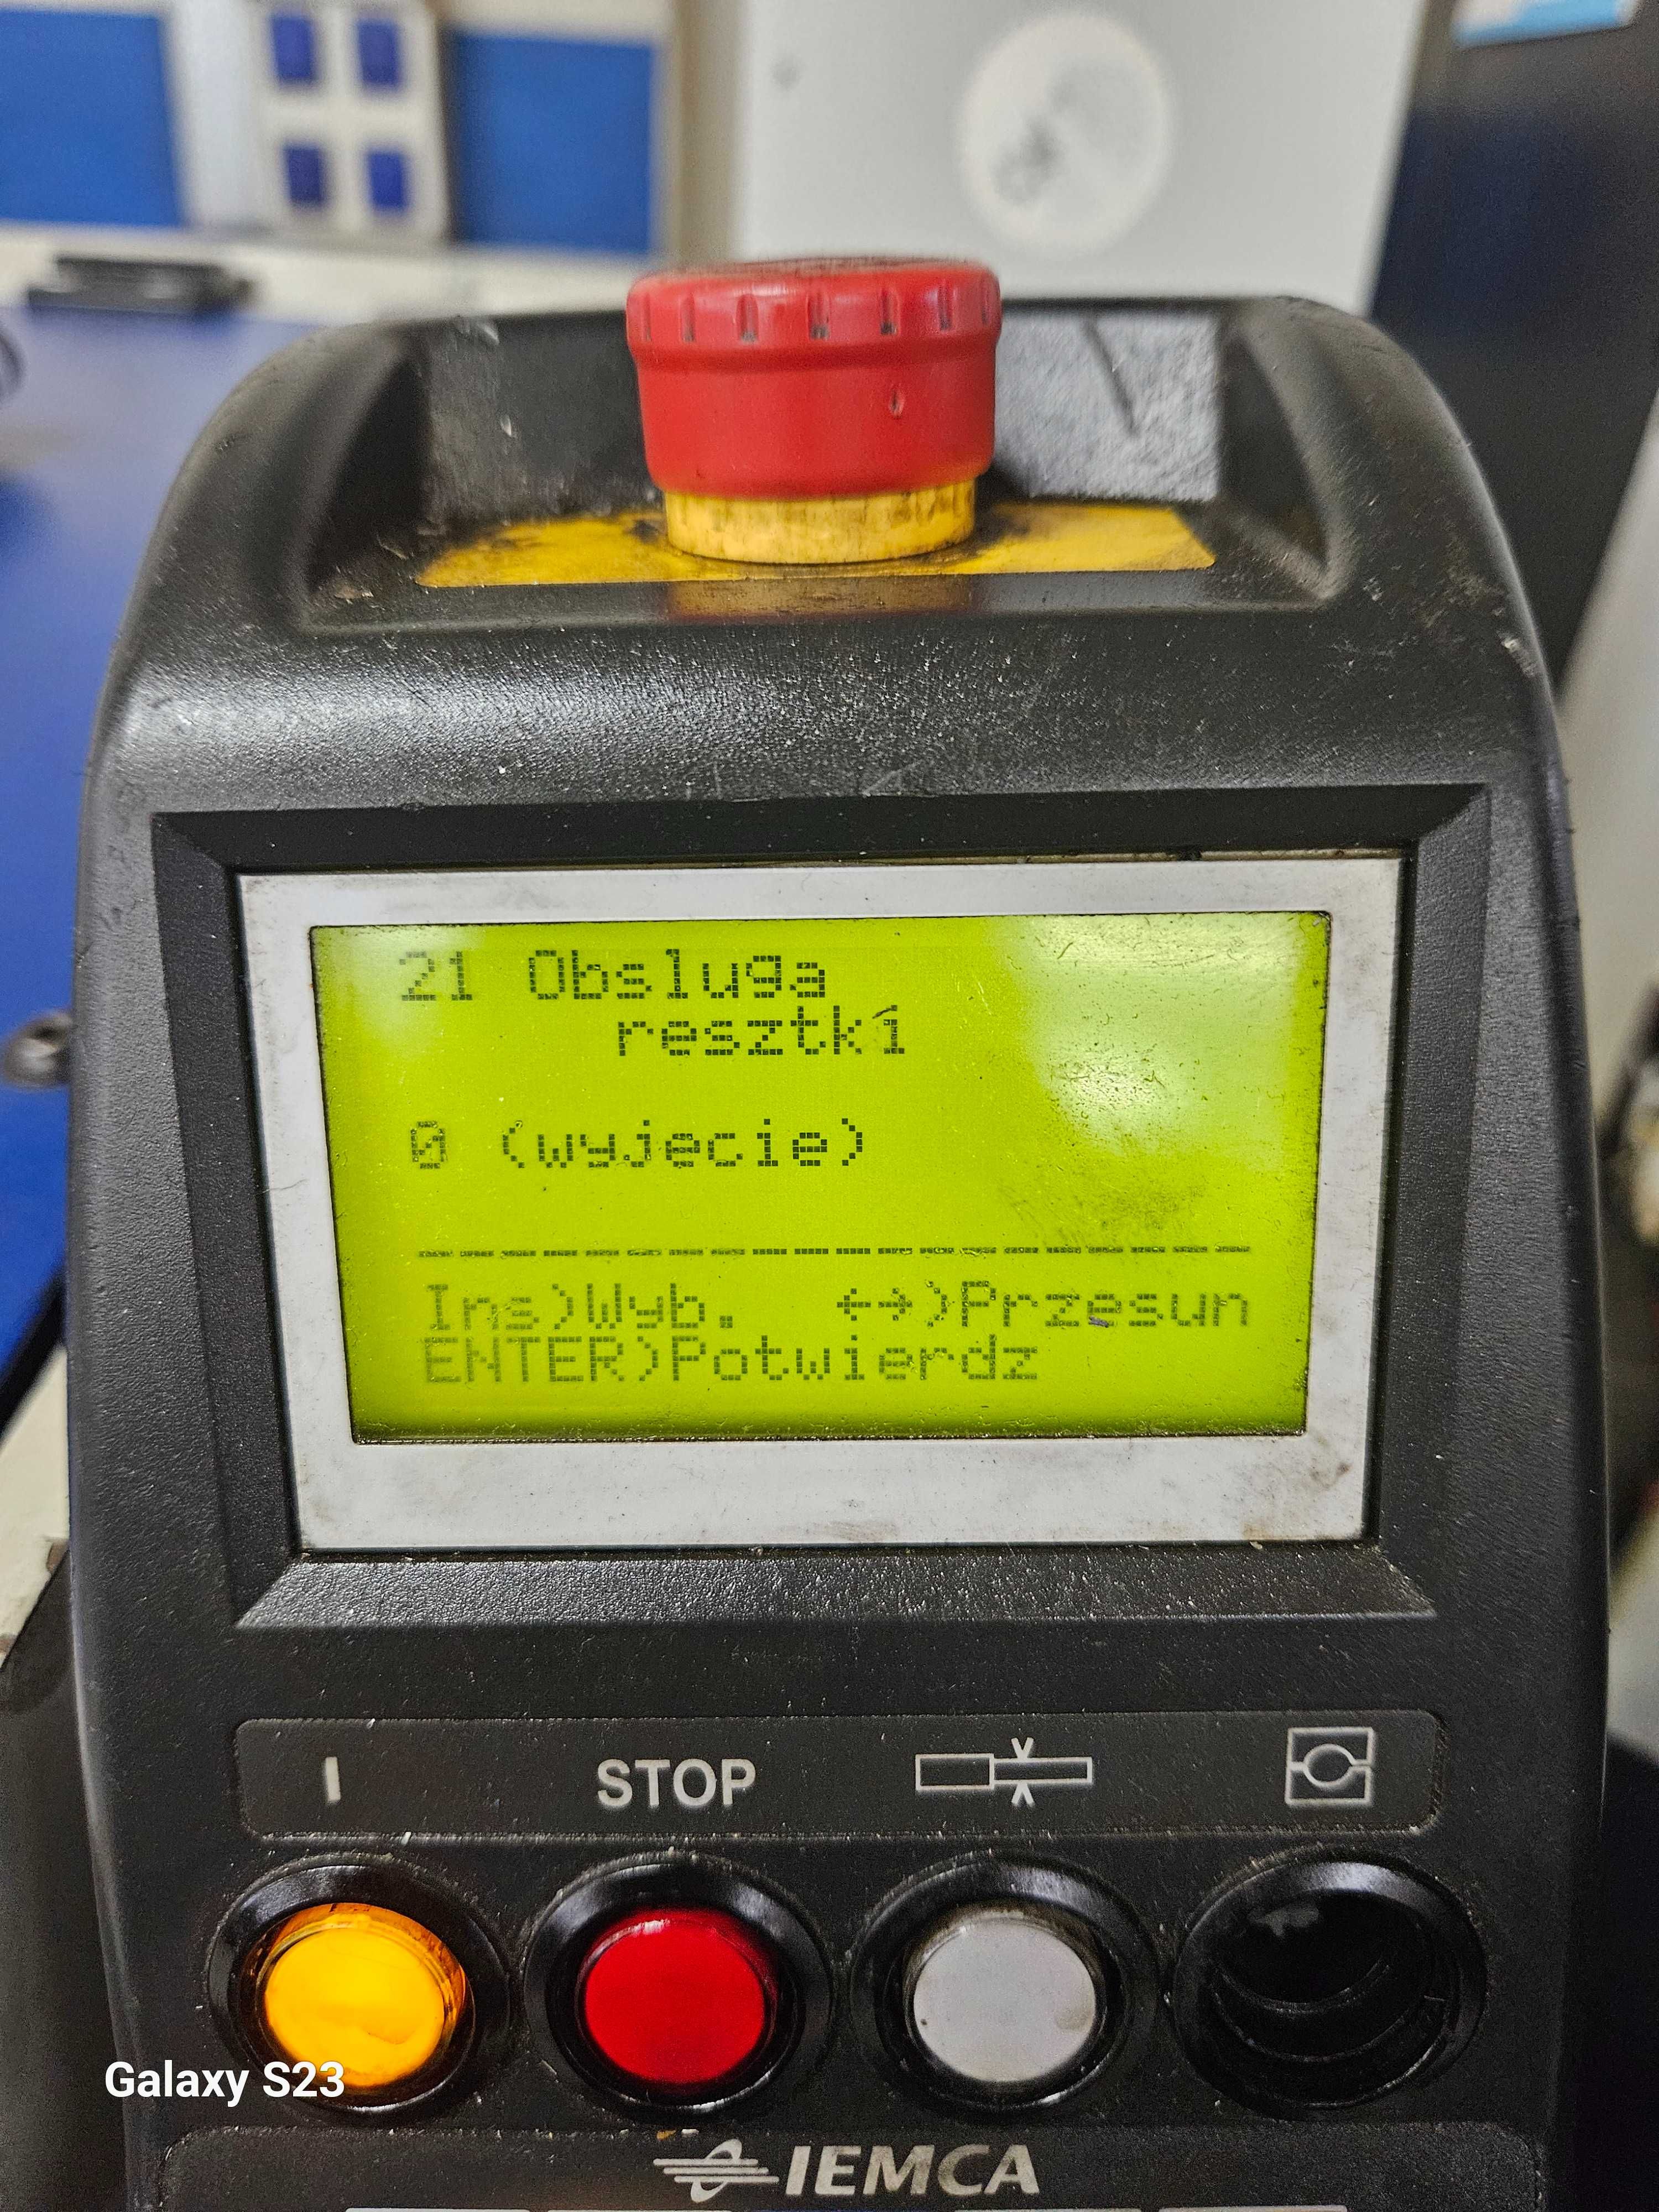 21 Obsluga
resztki
0 (wyjecie)
Ins)Wyb. ←→)Przesun
ENTER)Potwierdz
I STOP
Galaxy S23
IEMCA